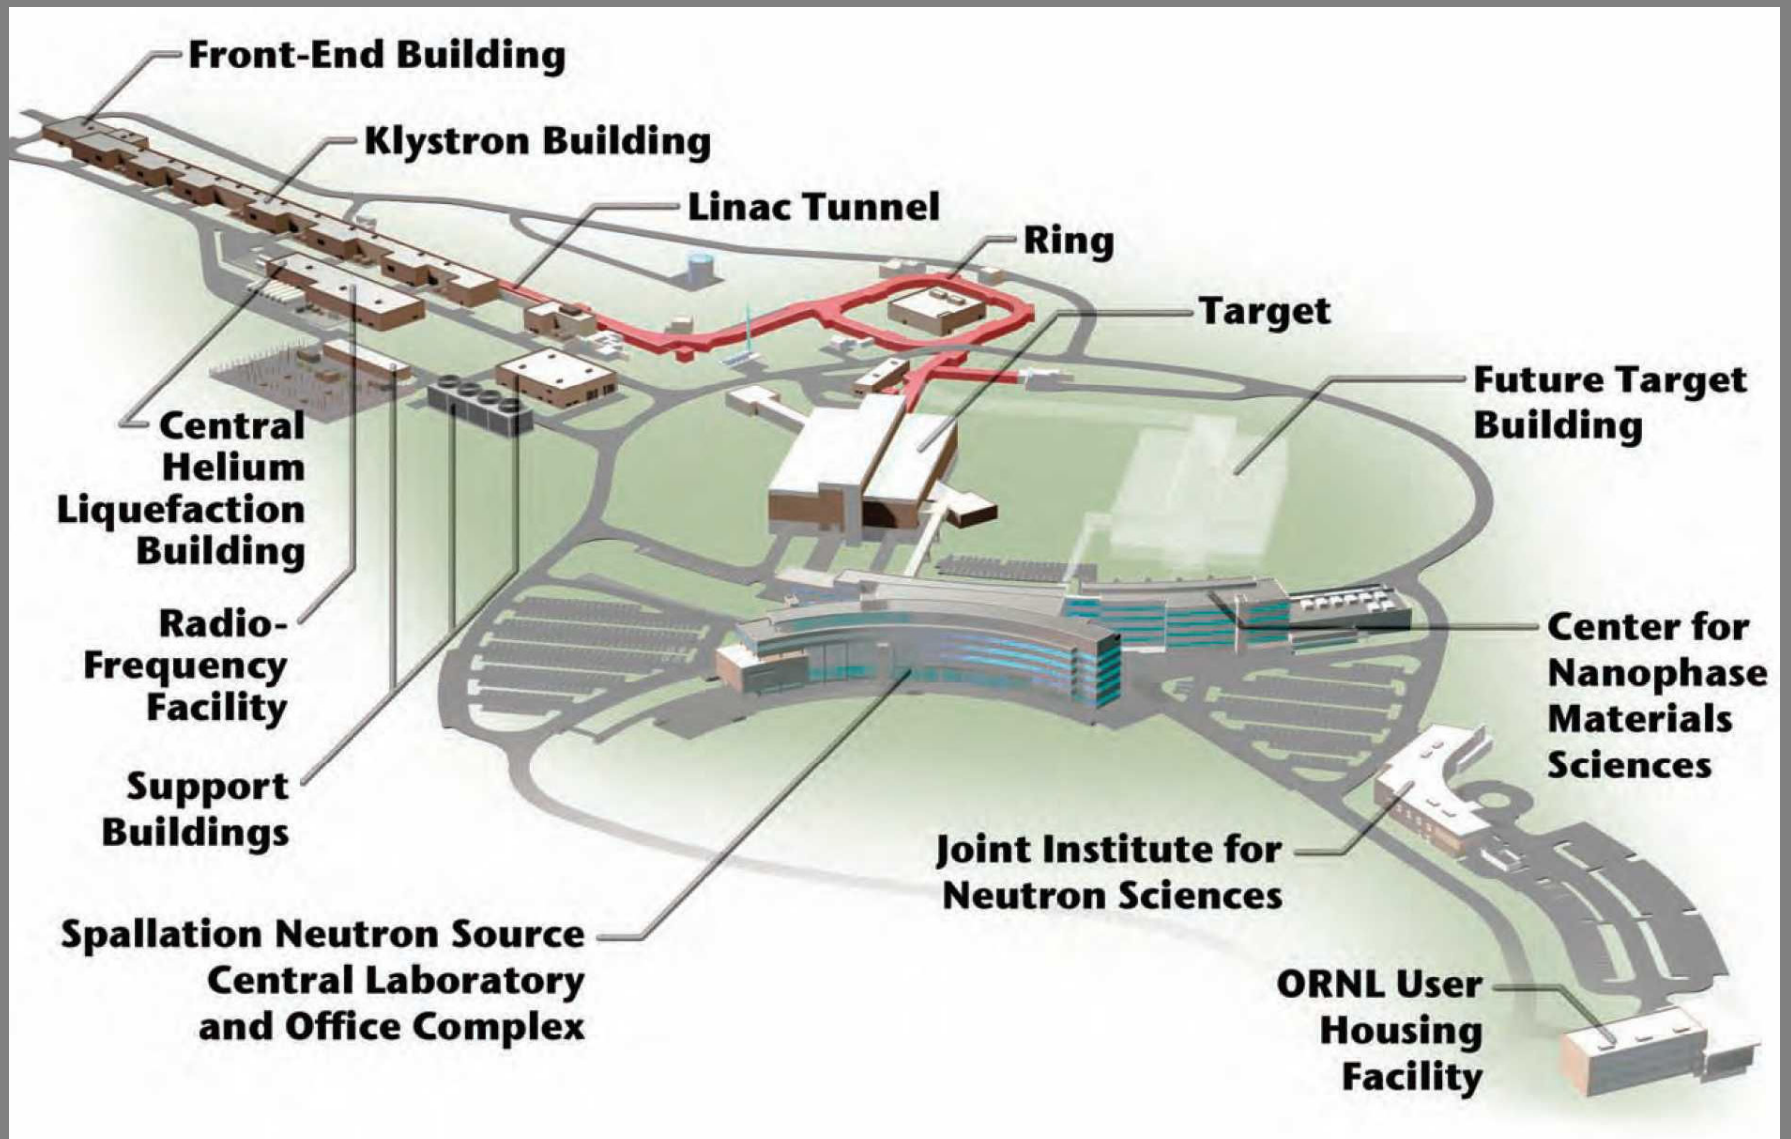 Front-End Building
Klystron Building
Linac Tunnel
Ring
Target
Future Target
Building
Central
Helium
Liquefaction
Building
Radio-
Frequency
Facility
Support
Buildings
Center for
Nanophase
Materials
Sciences
Joint Institute for
Neutron Sciences
Spallation Neutron Source
Central Laboratory
and Office Complex
ORNL User
Housing
Facility